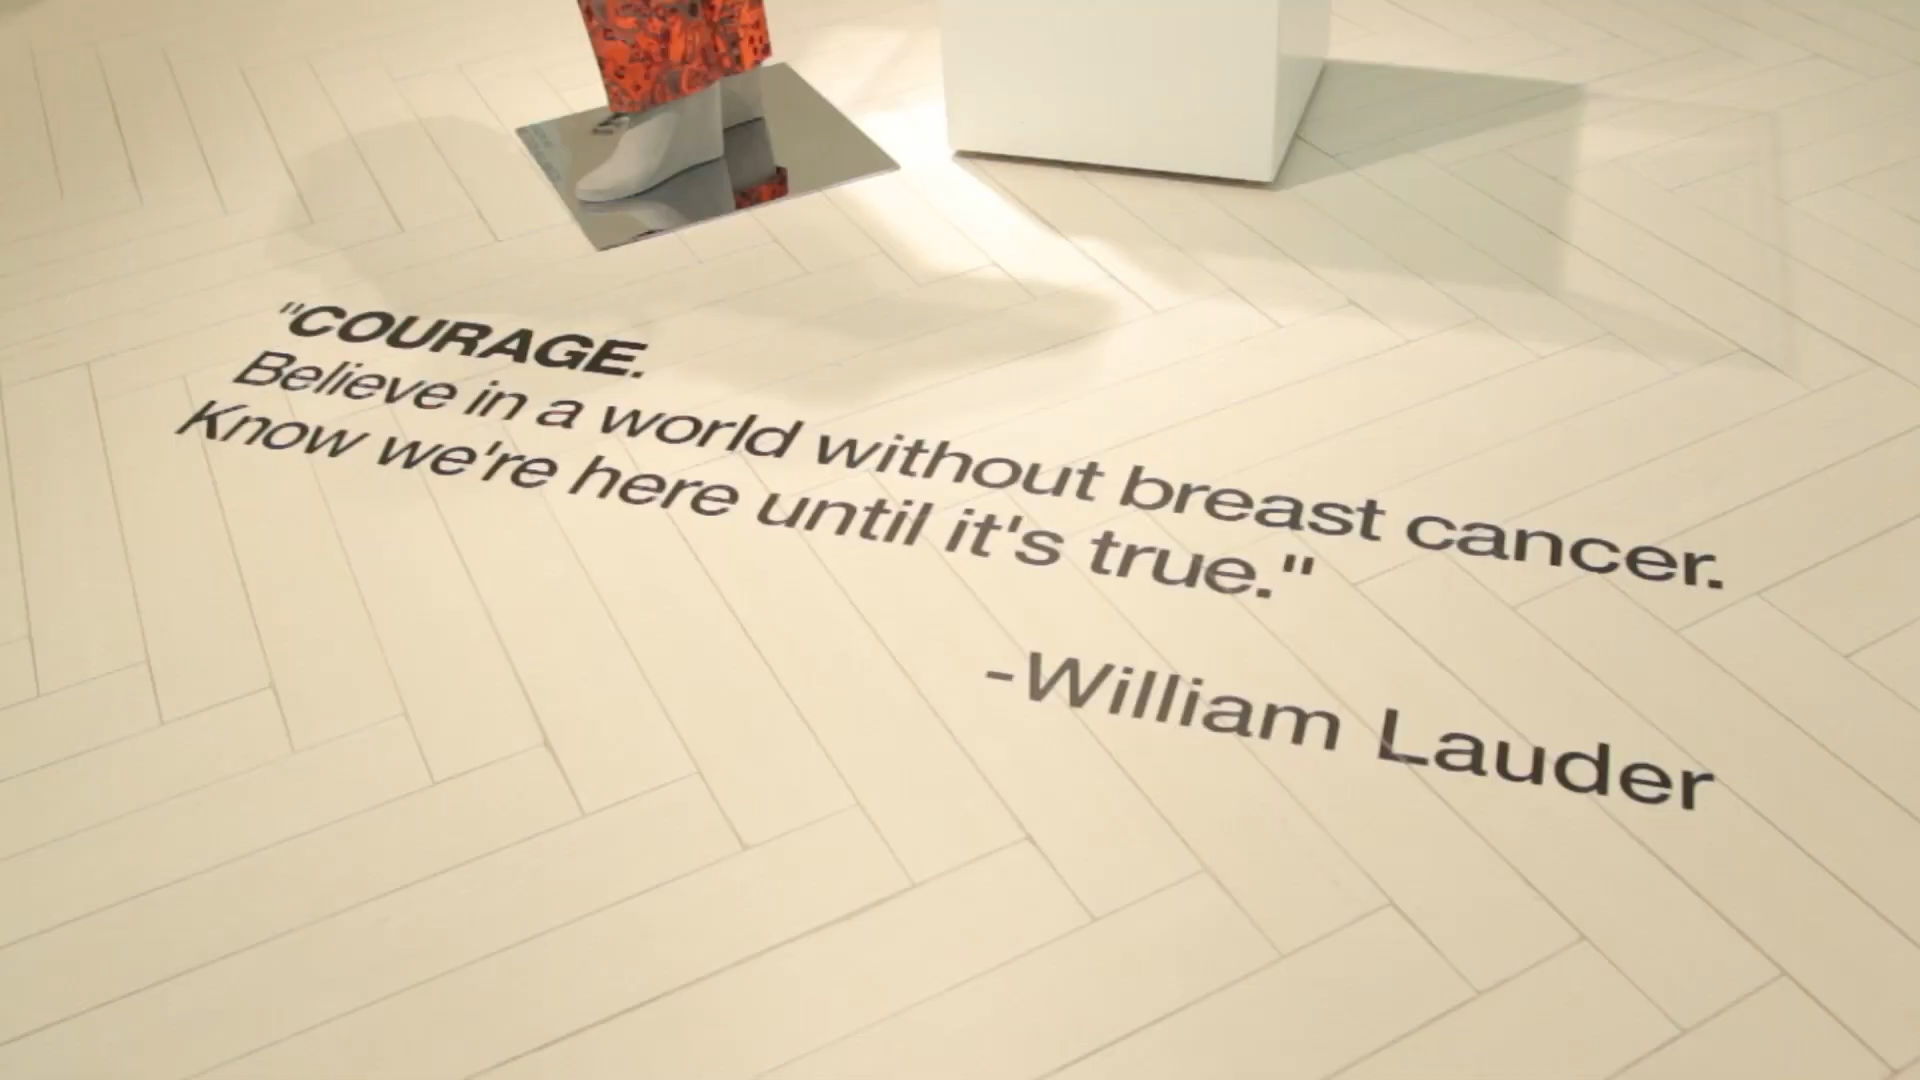 "COURAGE.
Believe in a world without breast cancer.
Know we're here until it's true."
-William Lauder